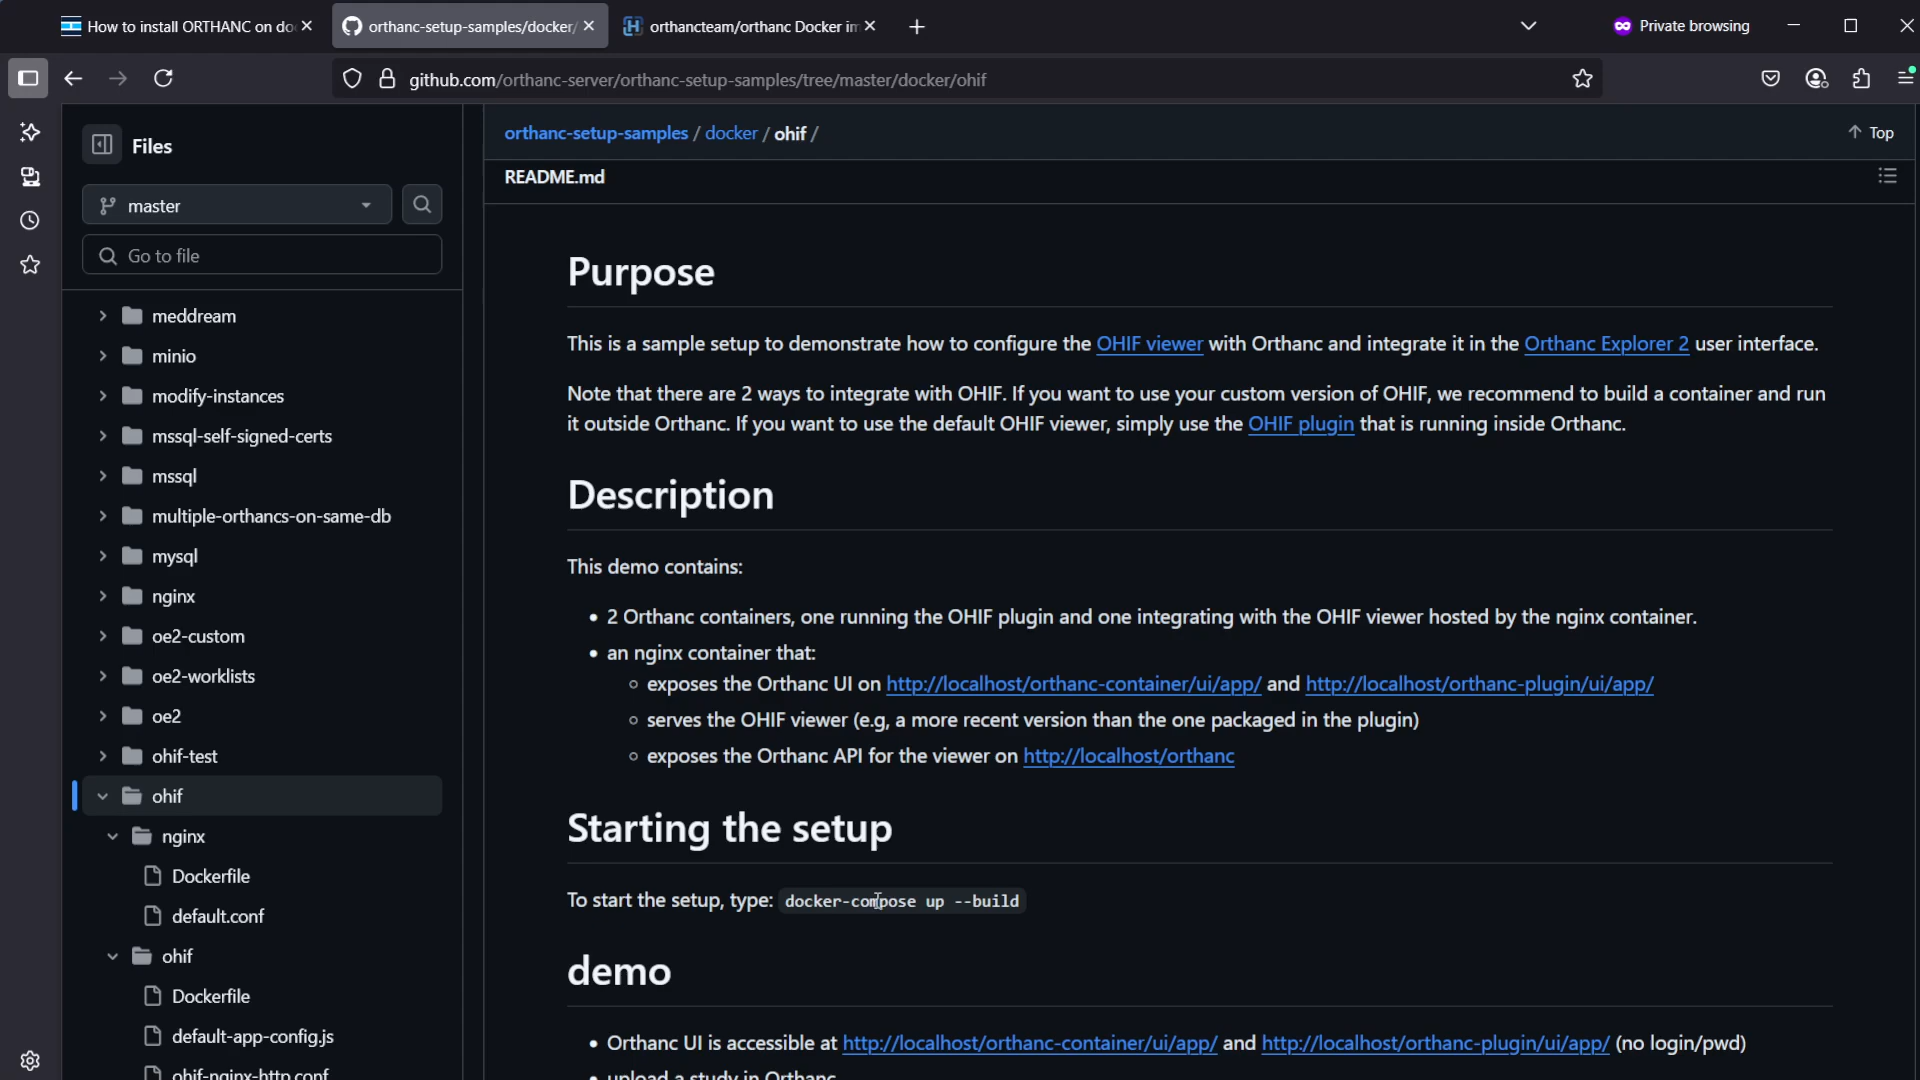 How to install ORTHANC on do
orthanc-setup-samples/docker/
orthancteam/orthanc Docker im
Private browsing
github.com/orthanc-server/orthanc-setup-samples/tree/master/docker/ohif
Files
master
Go to file
meddream
minio
modify-instances
mssql-self-signed-certs
mssql
multiple-orthancs-on-same-db
mysql
nginx
oe2-custom
oe2-worklists
oe2
ohif-test
ohif
nginx
Dockerfile
default.conf
ohif
Dockerfile
default-app-config.js
ohif-nginx-http.conf
orthanc-setup-samples / docker / ohif /
Top
README.md
Purpose
This is a sample setup to demonstrate how to configure the OHIF viewer with Orthanc and integrate it in the Orthanc Explorer 2 user interface.
Note that there are 2 ways to integrate with OHIF. If you want to use your custom version of OHIF, we recommend to build a container and run
it outside Orthanc. If you want to use the default OHIF viewer, simply use the OHIF plugin that is running inside Orthanc.
Description
This demo contains:
• 2 Orthanc containers, one running the OHIF plugin and one integrating with the OHIF viewer hosted by the nginx container.
• an nginx container that:
○ exposes the Orthanc UI on http://localhost/orthanc-container/ui/app/ and http://localhost/orthanc-plugin/ui/app/
○ serves the OHIF viewer (e.g, a more recent version than the one packaged in the plugin)
○ exposes the Orthanc API for the viewer on http://localhost/orthanc
Starting the setup
To start the setup, type: docker-compose up --build
demo
• Orthanc UI is accessible at http://localhost/orthanc-container/ui/app/ and http://localhost/orthanc-plugin/ui/app/ (no login/pwd)
• upload a study in Orthanc